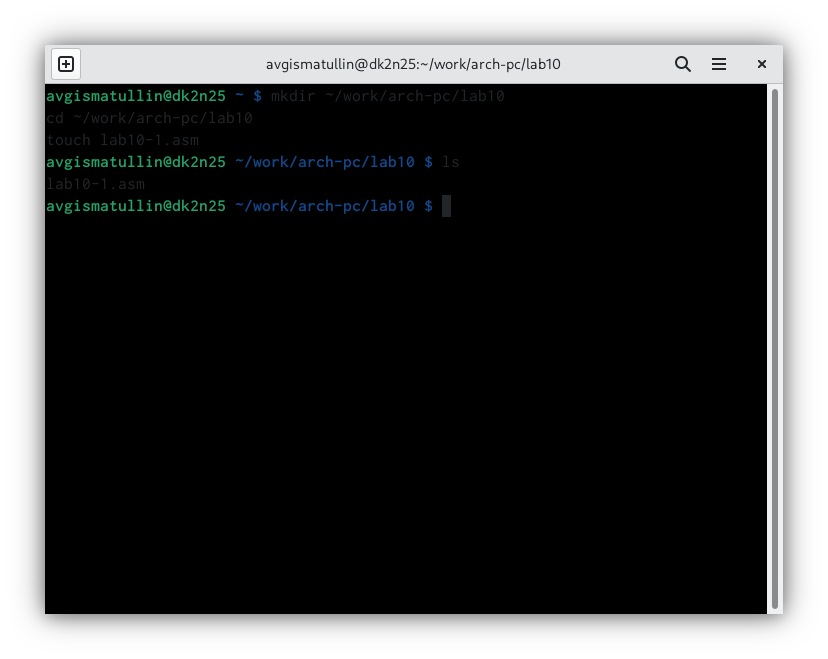 avgismatullin@dk2n25:~/work/arch-pc/lab10
avgismatullin@dk2n25 ~ $ mkdir ~/work/arch-pc/lab10
cd ~/work/arch-pc/lab10
touch lab10-1.asm
avgismatullin@dk2n25 ~/work/arch-pc/lab10 $ ls
lab10-1.asm
avgismatullin@dk2n25 ~/work/arch-pc/lab10 $